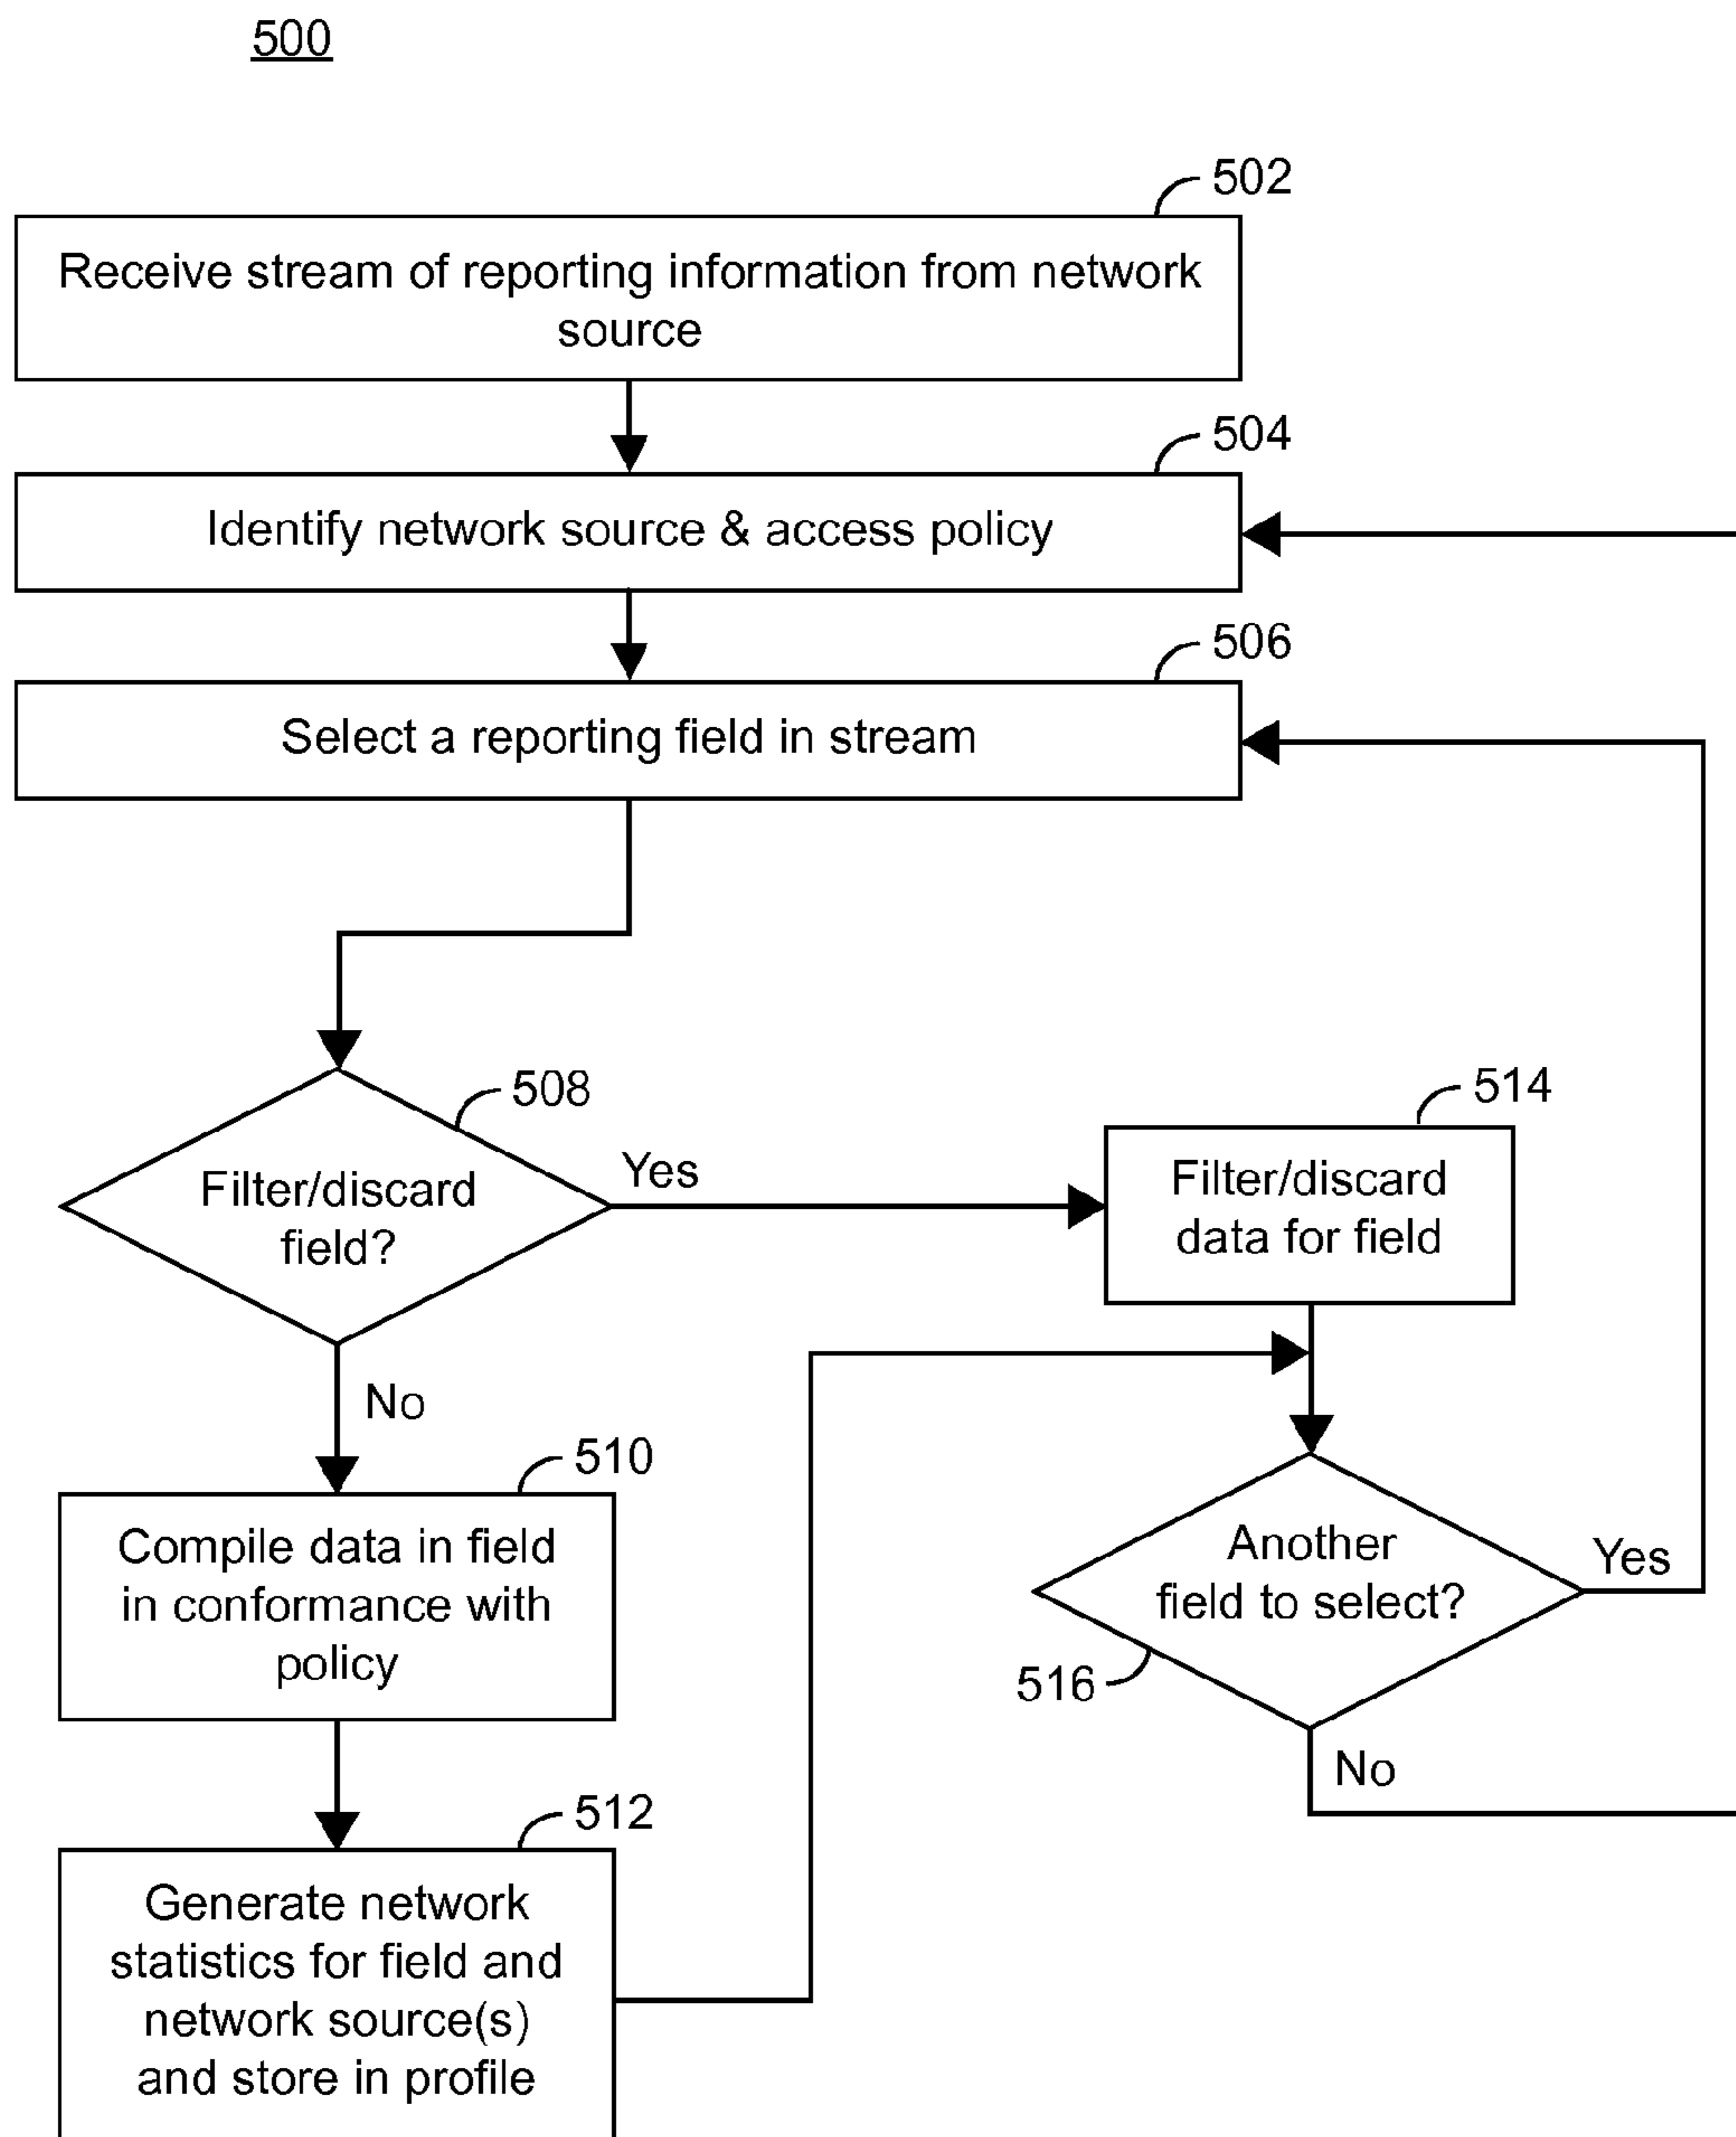 500
502
Receive stream of reporting information from network
source
504
Identify network source & access policy
506
Select a reporting field in stream
508
Filter/discard
field?
Yes
514
Filter/discard
data for field
No
510
Compile data in field
in conformance with
policy
Another
field to select?
Yes
516
No
512
Generate network
statistics for field and
network source(s)
and store in profile